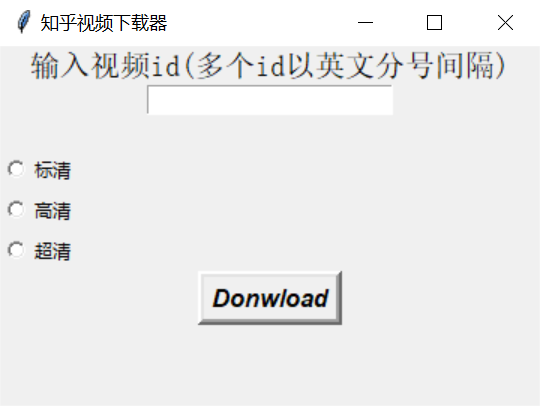 知乎视频下载器
输入视频id(多个id以英文分号间隔)
标清
高清
超清
Donwload